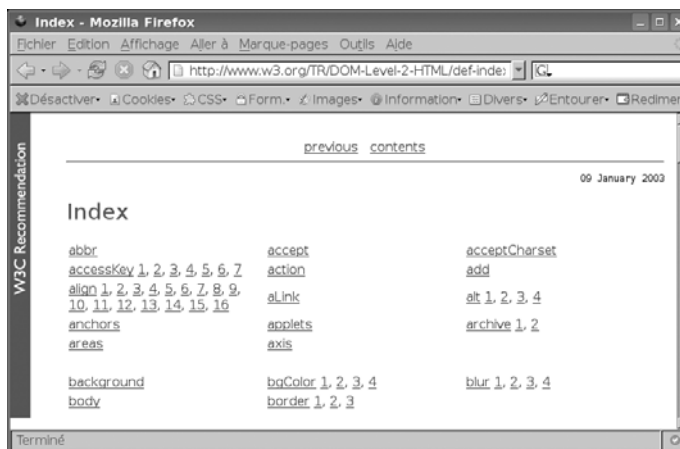 Index - Mozilla Firefox
Fichier Edition Affichage Aller à Marque-pages Outils Aide
http://www.w3.org/TR/DOM-Level-2-HTML/def-index
Désactiver Cookies CSS Form. Images Information Divers Entourer Redimer
W3C Recommendation
previous contents
09 January 2003
Index
abbr accept acceptCharset
accessKey 1, 2, 3, 4, 5, 6, 7 action add
align 1, 2, 3, 4, 5, 6, 7, 8, 9,
10, 11, 12, 13, 14, 15, 16 aLink alt 1, 2, 3, 4
anchors applets archive 1, 2
areas axis
background bgColor 1, 2, 3, 4 blur 1, 2, 3, 4
body border 1, 2, 3
Terminé